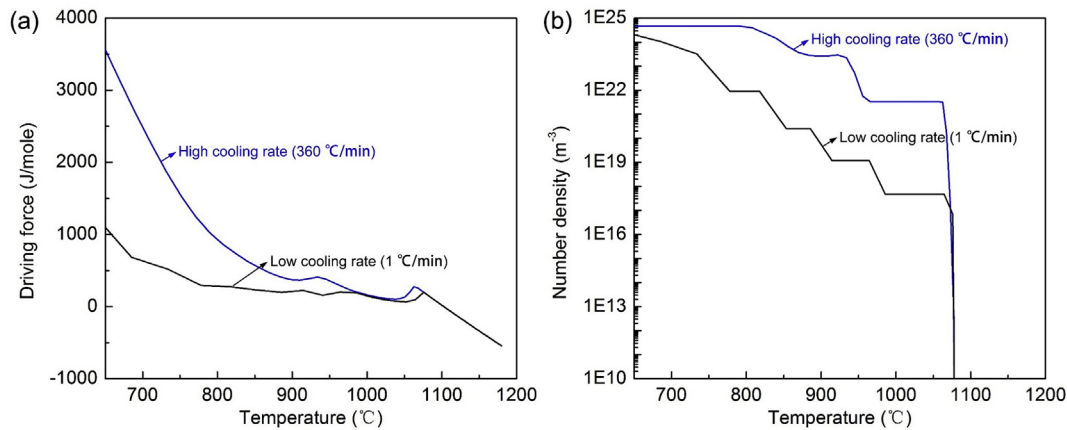 (a)
4000
3000
2000
1000
0
-1000
Driving force (J/mole)
High cooling rate (360 ℃/min)
Low cooling rate (1 ℃/min)
700 800 900 1000 1100 1200
Temperature (℃)
(b)
1E25
1E22
1E19
1E16
1E13
1E10
Number density (m⁻³)
High cooling rate (360 ℃/min)
Low cooling rate (1 ℃/min)
700 800 900 1000 1100 1200
Temperature (℃)